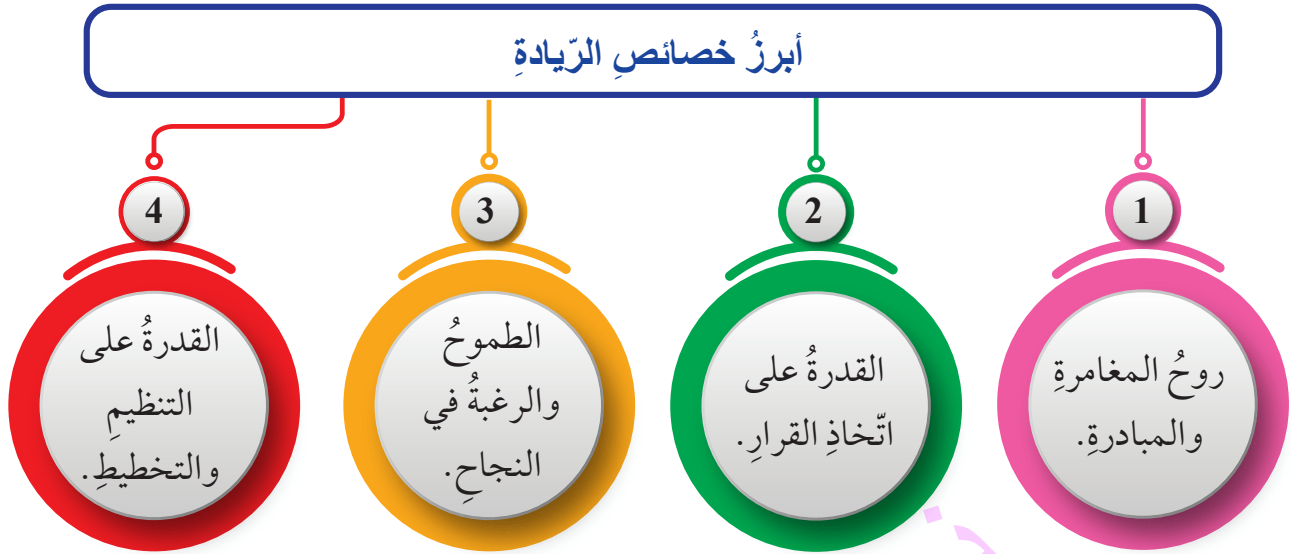 أبرزُ خصائصِ الرّيادةِ
1
روحُ المغامرةِ
والمبادرةِ.
2
القدرةُ على
اتّخاذِ القرارِ.
3
الطموحُ
والرغبةُ في
النجاحِ.
4
القدرةُ على
التنظيمِ
والتخطيطِ.